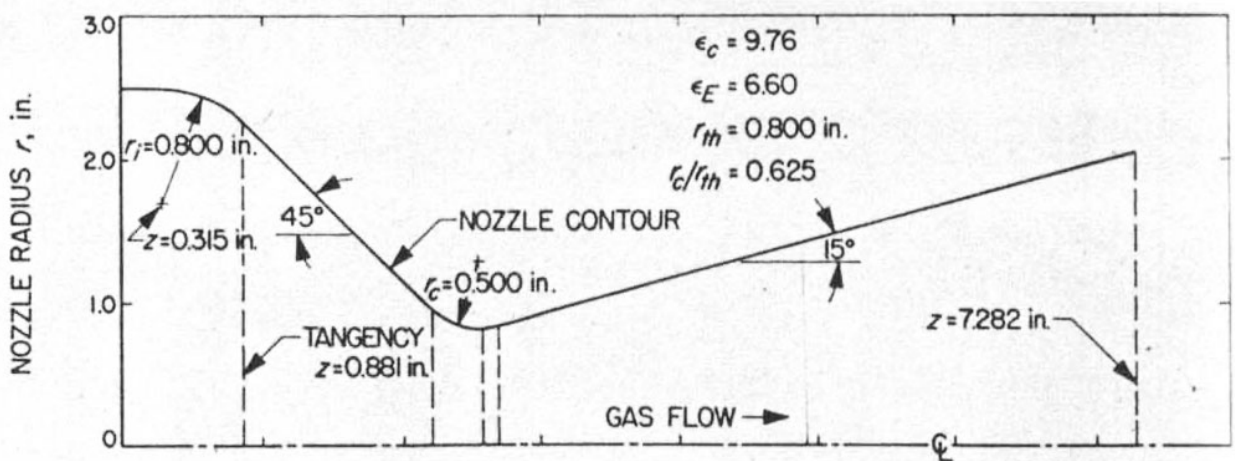 3.0
2.0
1.0
0
NOZZLE RADIUS r, in.
r_i=0.800 in.
z=0.315 in.
45°
NOZZLE CONTOUR
r_c=0.500 in.
TANGENCY
z=0.881 in.
ϵ_c = 9.76
ϵ_E = 6.60
r_th = 0.800 in.
r_c/r_th = 0.625
15°
z=7.282 in.
GAS FLOW
℄